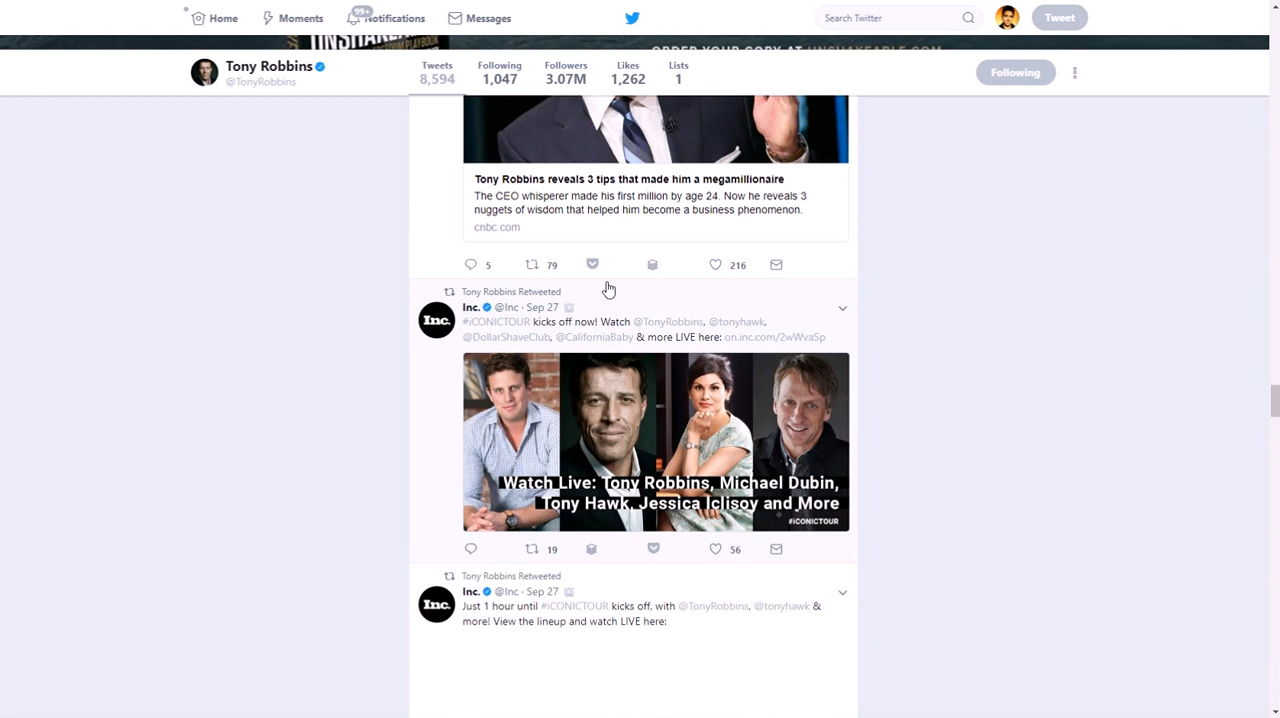 Home Moments 99+ Notifications Messages Search Twitter Tweet
ORDER YOUR COPY AT UNSHAKEABLE.COM
Tony Robbins
@TonyRobbins
Tweets Following Followers Likes Lists
8,594 1,047 3.07M 1,262 1
Following
Tony Robbins reveals 3 tips that made him a megamillionaire
The CEO whisperer made his first million by age 24. Now he reveals 3
nuggets of wisdom that helped him become a business phenomenon.
cnbc.com
5 79 216
Tony Robbins Retweeted
Inc. @Inc · Sep 27
#iCONICTOUR kicks off now! Watch @TonyRobbins, @tonyhawk,
@DollarShaveClub, @CaliforniaBaby & more LIVE here: on.inc.com/2wWvaSp
Inc.
Watch Live: Tony Robbins, Michael Dubin,
Tony Hawk, Jessica Iclisoy and More
#iCONICTOUR
19 56
Tony Robbins Retweeted
Inc. @Inc · Sep 27
Just 1 hour until #iCONICTOUR kicks off, with @TonyRobbins, @tonyhawk &
more! View the lineup and watch LIVE here:
Inc.